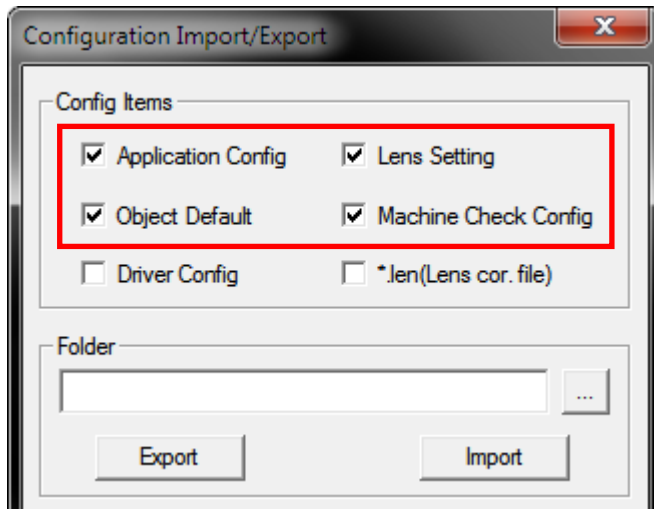 Configuration Import/Export
x
Config Items
Application Config Lens Setting
Object Default Machine Check Config
Driver Config *.len(Lens cor. file)
Folder
...
Export Import